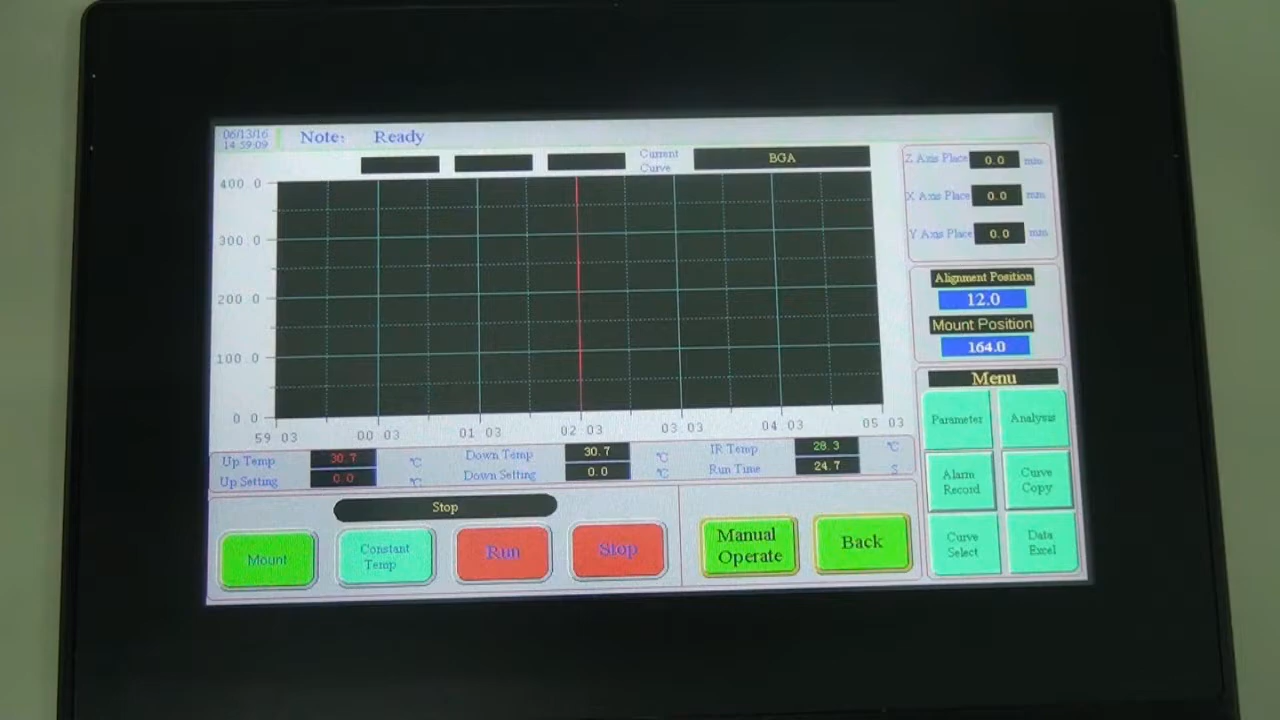 06/13/16
14 59:09
Note: Ready
Current
Curve
BGA
Z Axis Place 0.0 mm
X Axis Place 0.0 mm
Y Axis Place 0.0 mm
400.0
300.0
200 0
100.0
0 0
59 03 00 03 01 03 02 03 03 03 04 03 05 03
Alignment Position
12.0
Mount Position
164.0
Menu
Parameter
Analysis
Alarm
Record
Curve
Copy
Curve
Select
Data
Excel
Up Temp 30.7 ℃
Up Setting 0.0 ℃
Down Temp 30.7 ℃
Down Setting 0.0 ℃
IR Temp 28.3 ℃
Run Time 24.7 S
Stop
Mount
Constant
Temp
Run
Stop
Manual
Operate
Back